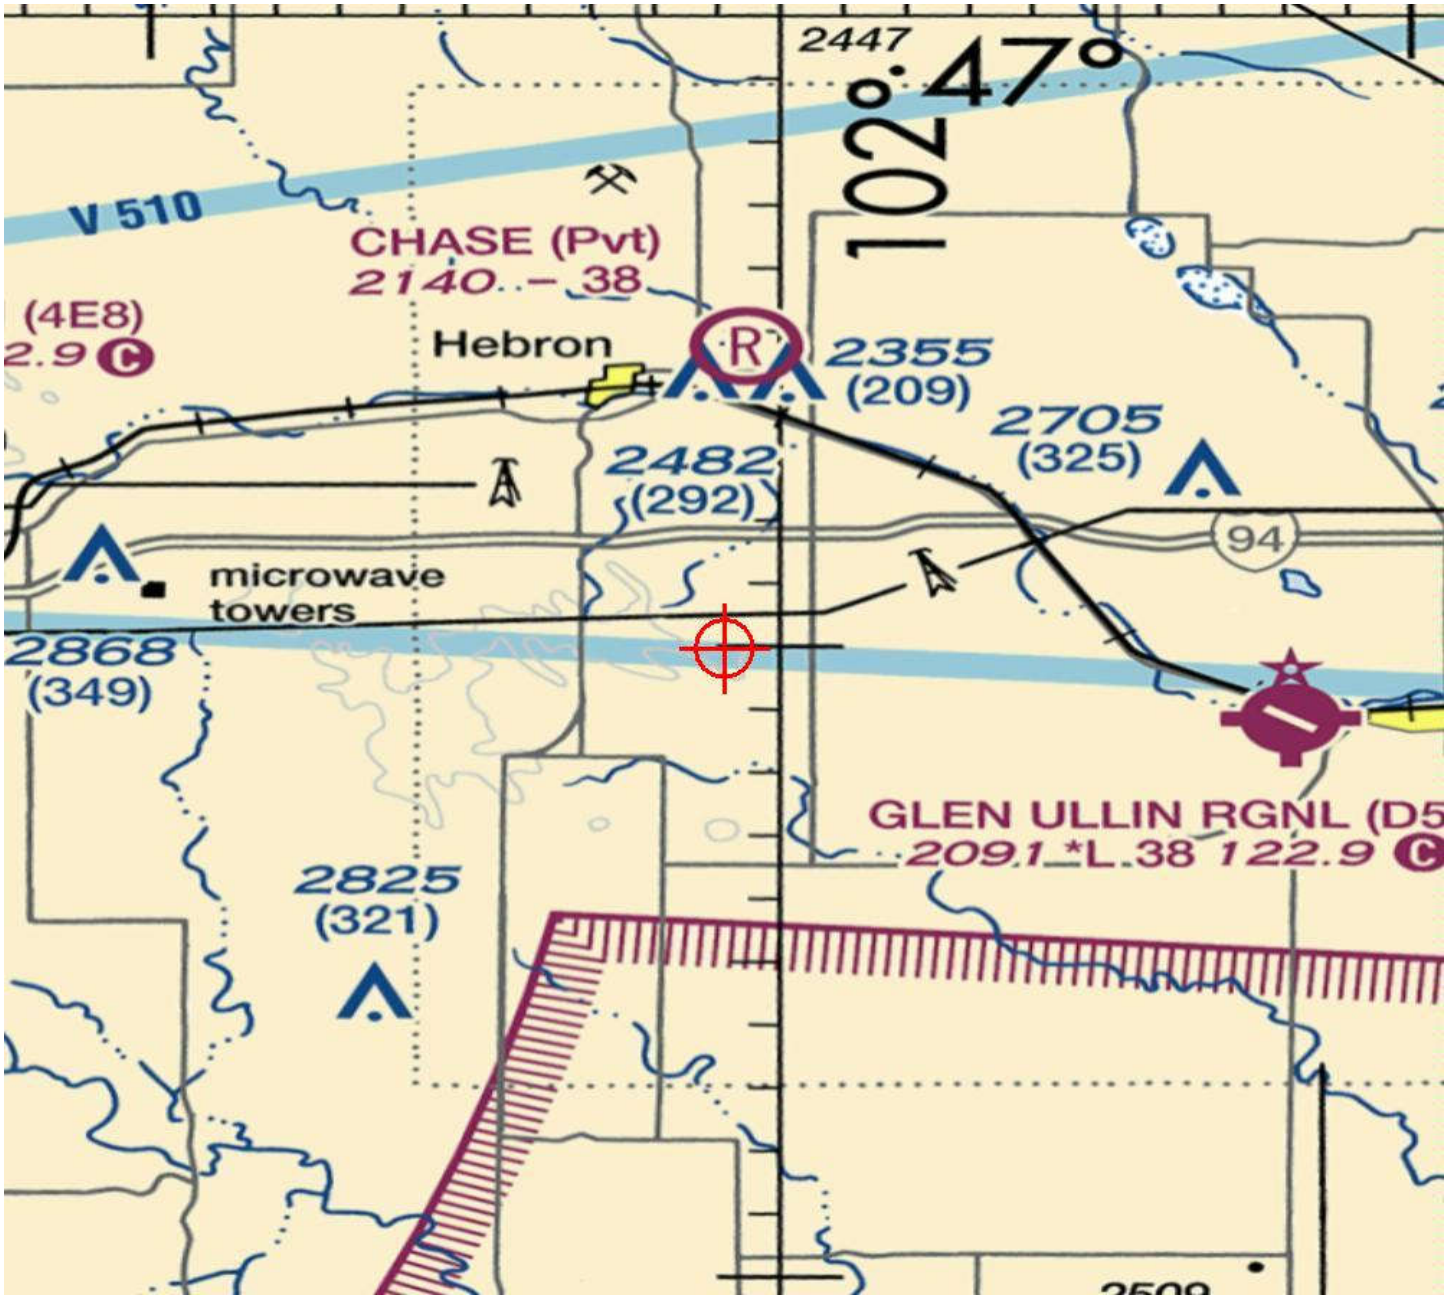 2447
47°
102°
V 510
CHASE (Pvt)
2140 - 38
(4E8)
2.9 C
Hebron
R
2355
(209)
2705
(325)
2482
(292)
94
microwave
towers
2868
(349)
GLEN ULLIN RGNL (D5
2091 *L 38 122.9 C
2825
(321)
2509